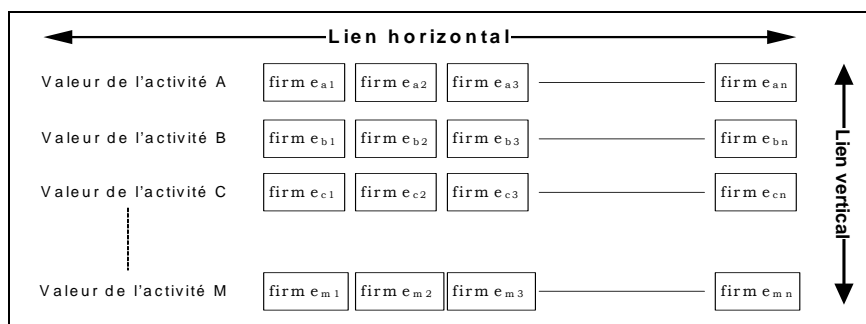 Lien horizontal
Valeur de l'activité A firme a1 firme a2 firme a3 firme an
Valeur de l'activité B firme b1 firme b2 firme b3 firme bn
Valeur de l'activité C firme c1 firme c2 firme c3 firme cn
Valeur de l'activité M firme m1 firme m2 firme m3 firme mn
Lien vertical